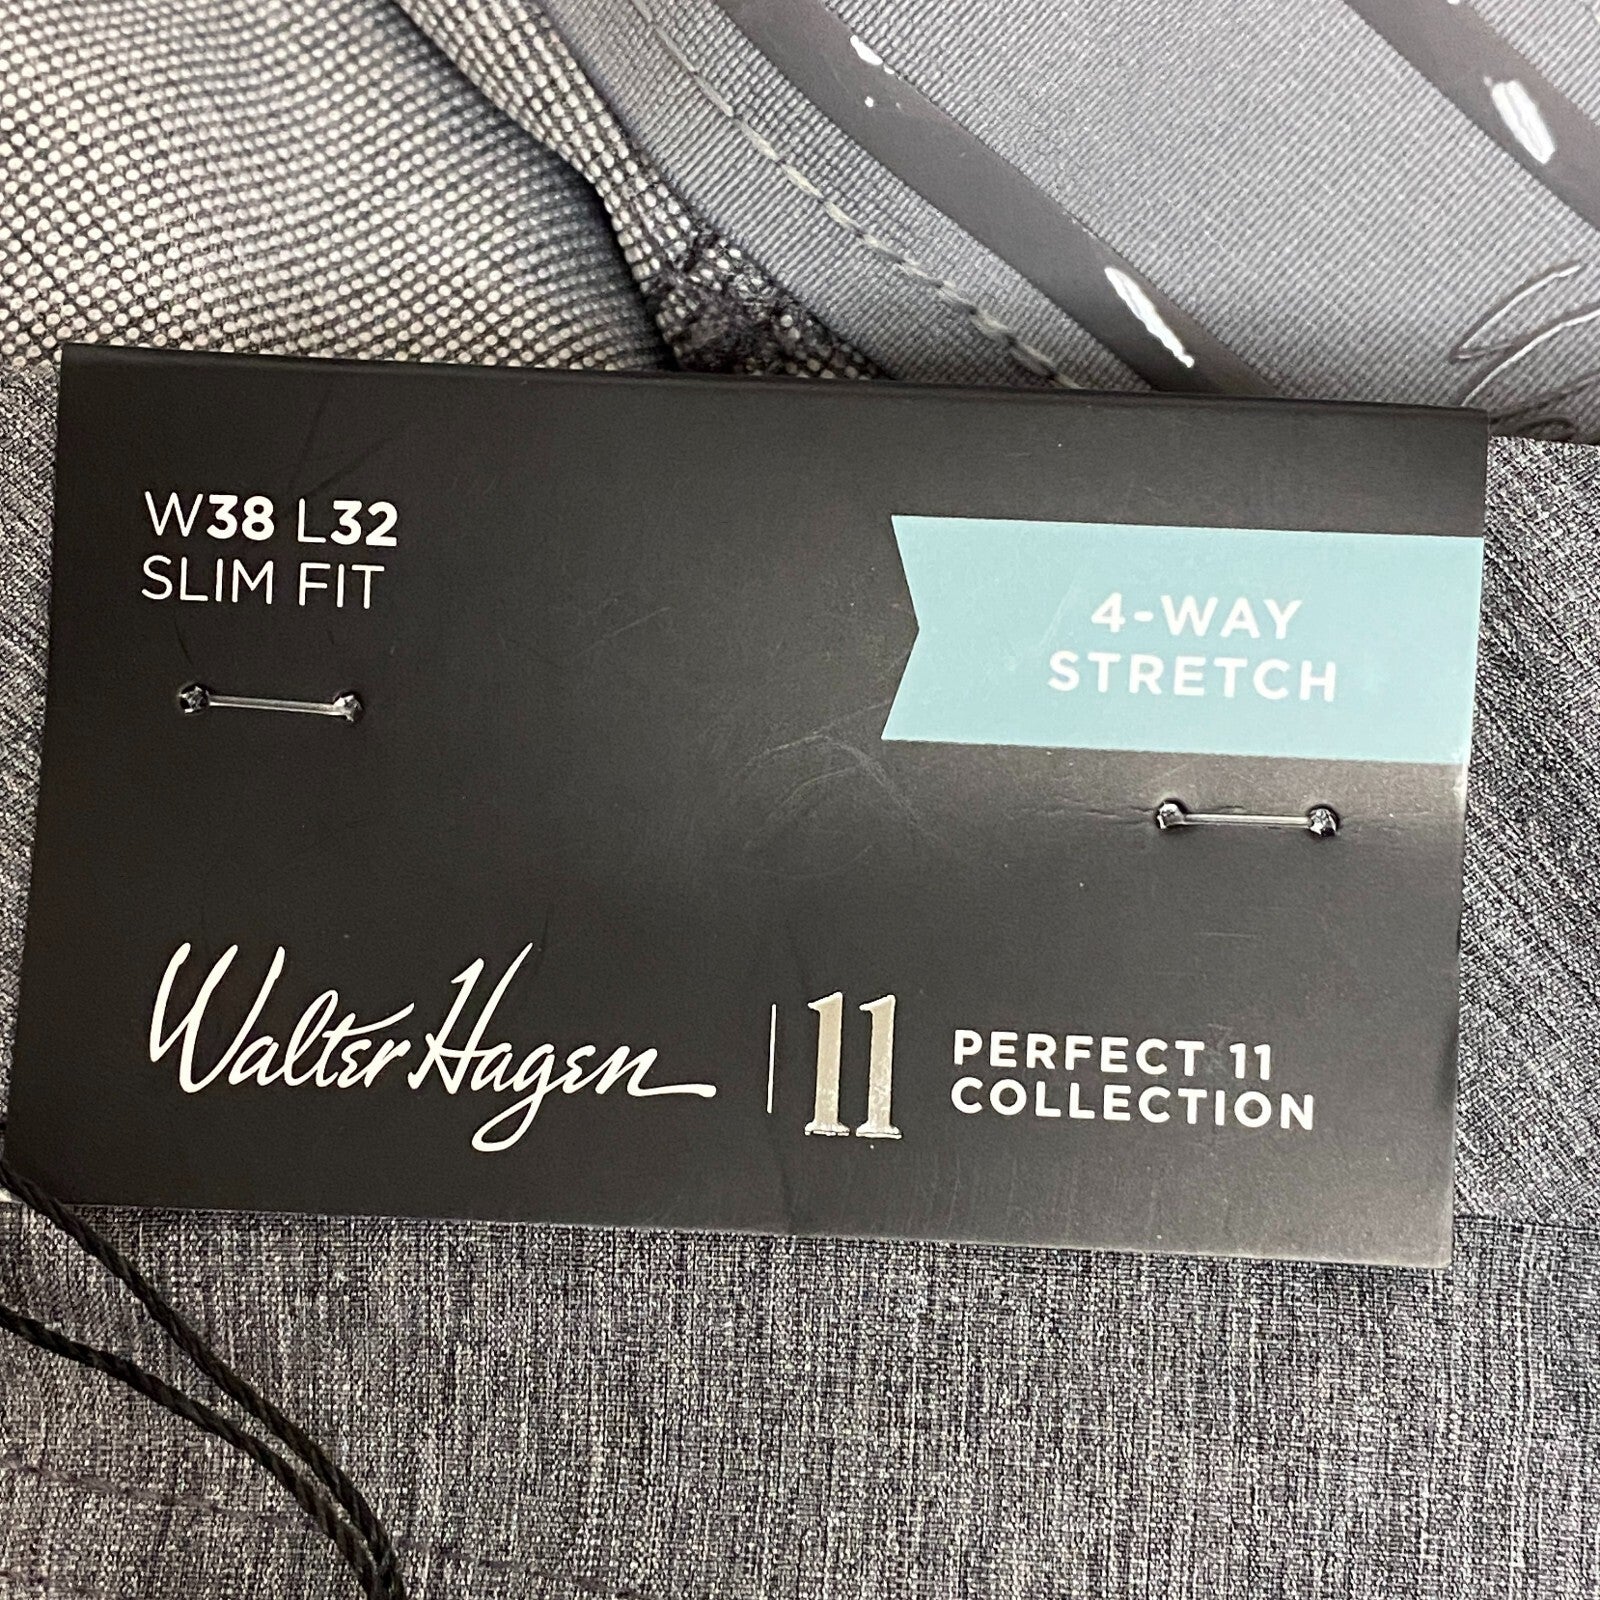 W38 L32
SLIM FIT
4-WAY
STRETCH
Walter Hagen
11
PERFECT 11
COLLECTION